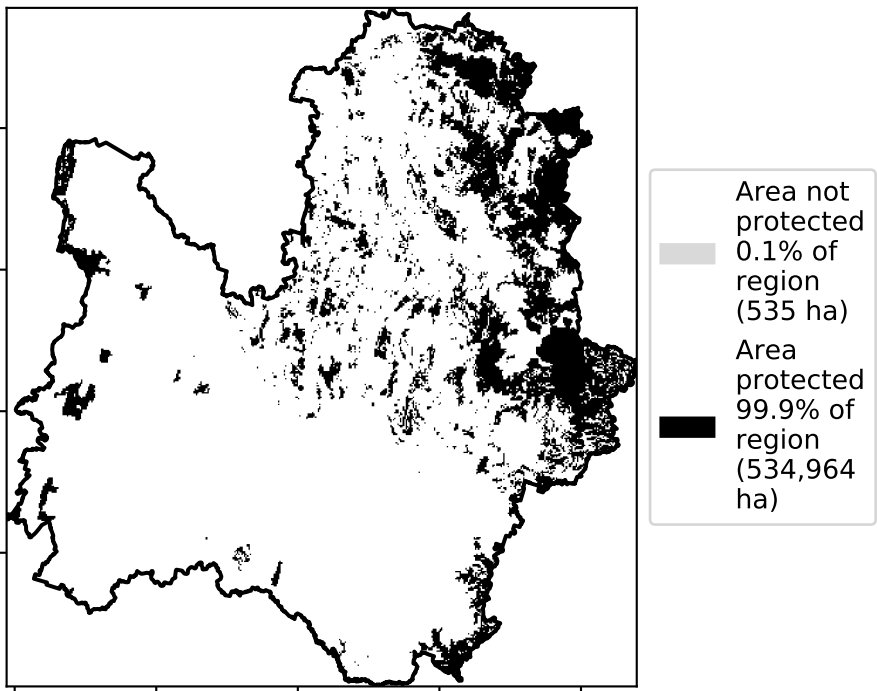 Area not
protected
0.1% of
region
(535 ha)
Area
protected
99.9% of
region
(534,964
ha)